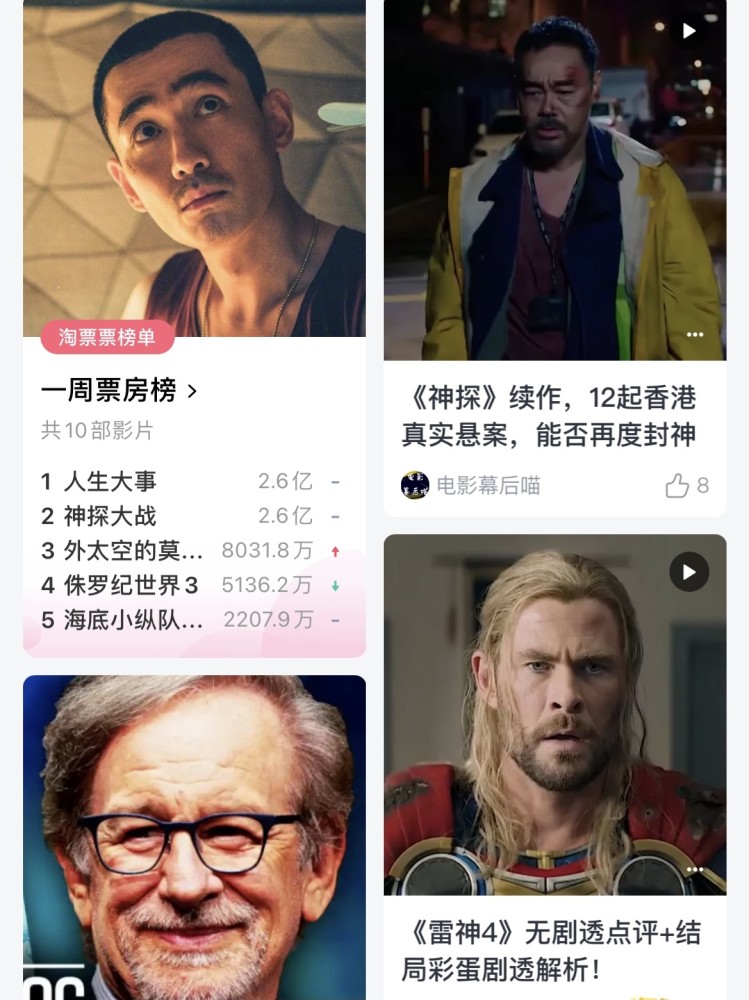 淘票票榜单
一周票房榜 >
共10部影片
1 人生大事 2.6亿 -
2 神探大战 2.6亿 -
3 外太空的莫... 8031.8万
4 侏罗纪世界3 5136.2万
5 海底小纵队... 2207.9万 -
《神探》续作，12起香港
真实悬案，能否再度封神
电影幕后喵 8
《雷神4》无剧透点评+结
局彩蛋剧透解析！